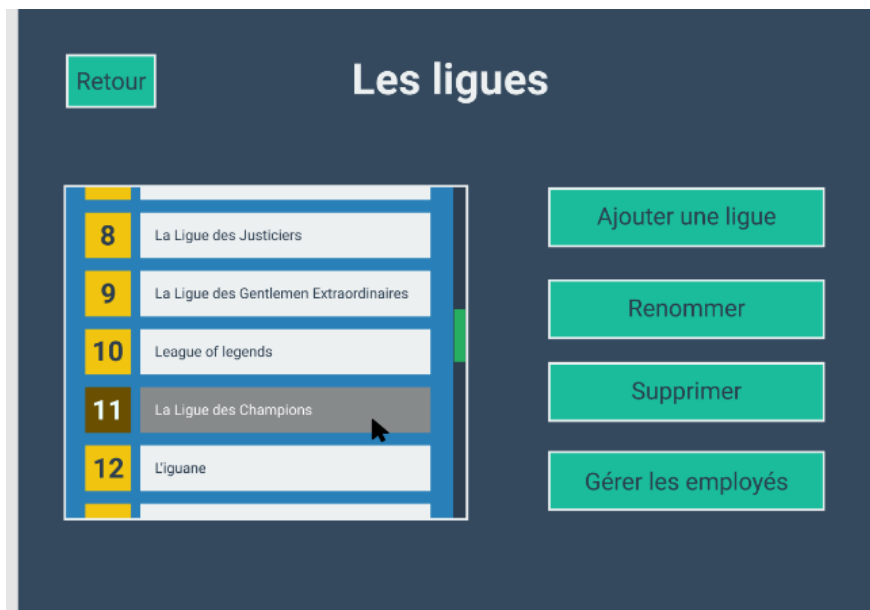 Retour
Les ligues
8
La Ligue des Justiciers
9
La Ligue des Gentlemen Extraordinaires
10
League of legends
11
La Ligue des Champions
12
L'iguane
Ajouter une ligue
Renommer
Supprimer
Gérer les employés